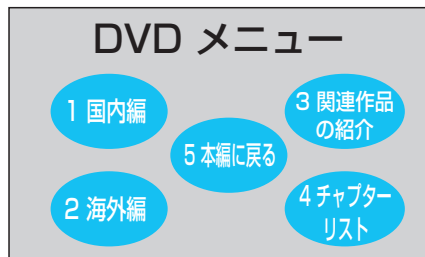 DVD メニュー
1 国内編
2 海外編
3 関連作品
の紹介
4 チャプター
リスト
5 本編に戻る